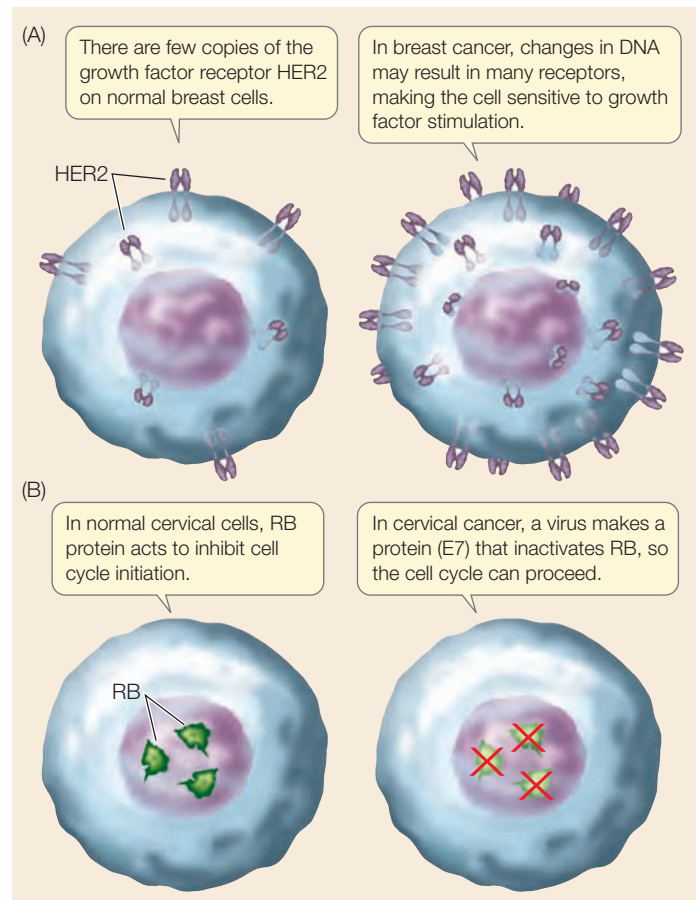 (A)
There are few copies of the
growth factor receptor HER2
on normal breast cells.
In breast cancer, changes in DNA
may result in many receptors,
making the cell sensitive to growth
factor stimulation.
HER2
(B)
In normal cervical cells, RB
protein acts to inhibit cell
cycle initiation.
In cervical cancer, a virus makes a
protein (E7) that inactivates RB, so
the cell cycle can proceed.
RB